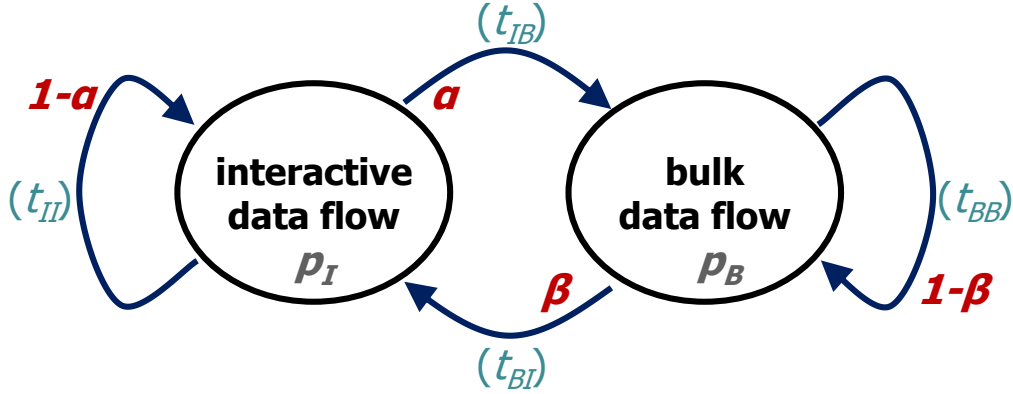 (t_IB)
1-α
α
interactive
data flow
p_I
bulk
data flow
p_B
(t_II)
(t_BB)
β
1-β
(t_BI)